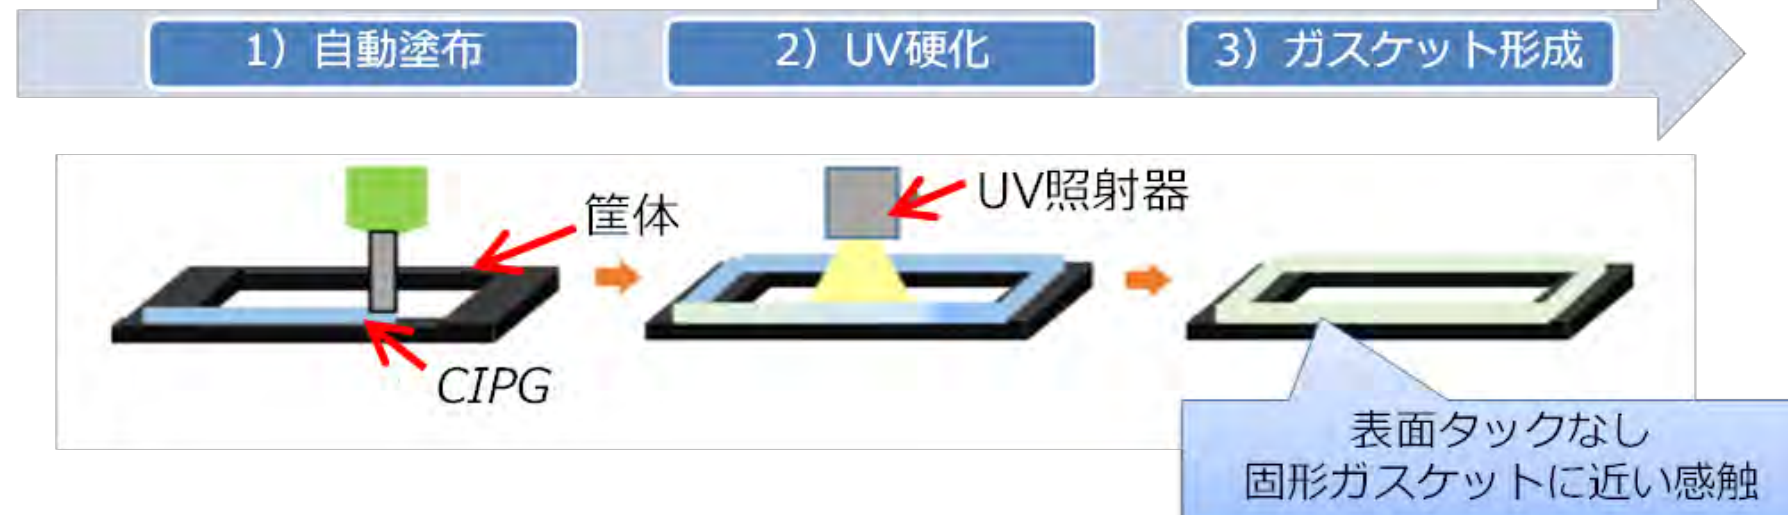 1）自動塗布
2）UV硬化
3）ガスケット形成
筐体
UV照射器
CIPG
表面タックなし
固形ガスケットに近い感触